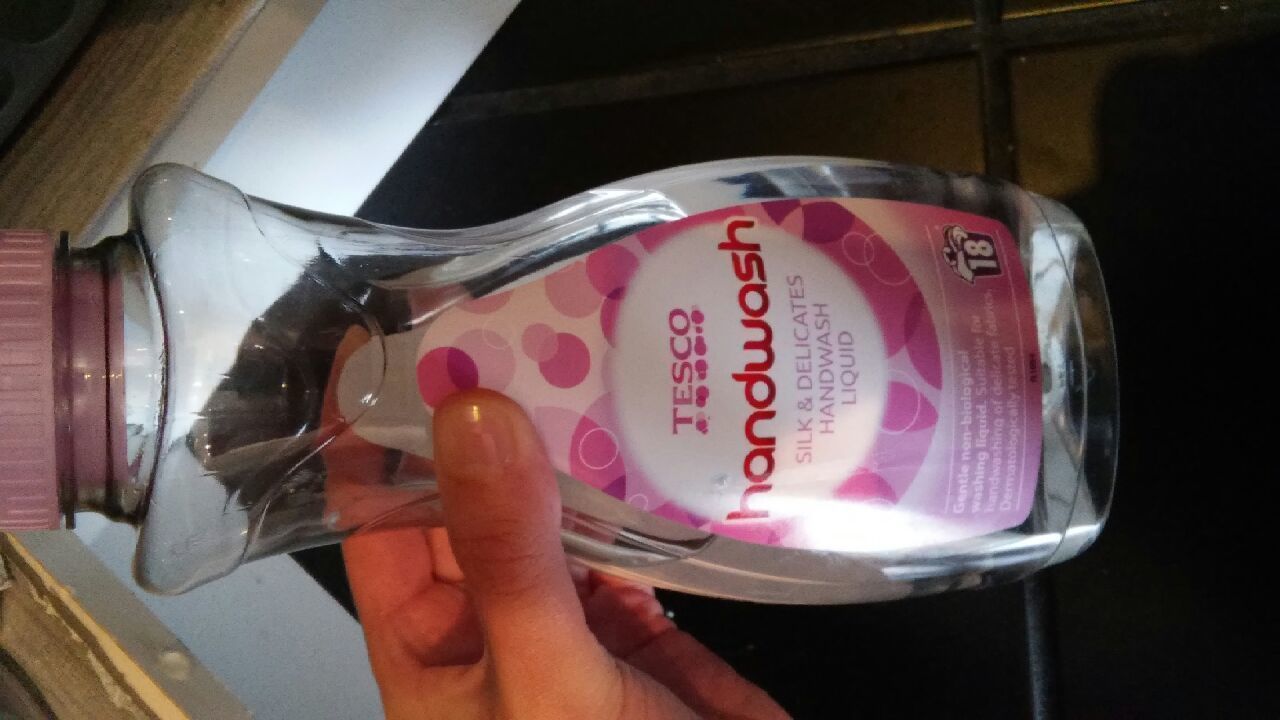 TESCO
handwash
SILK & DELICATES
HANDWASH
LIQUID
18
Gentle non-biological
washing liquid. Suitable for
handwashing of delicate fabrics.
Dermatologically tested